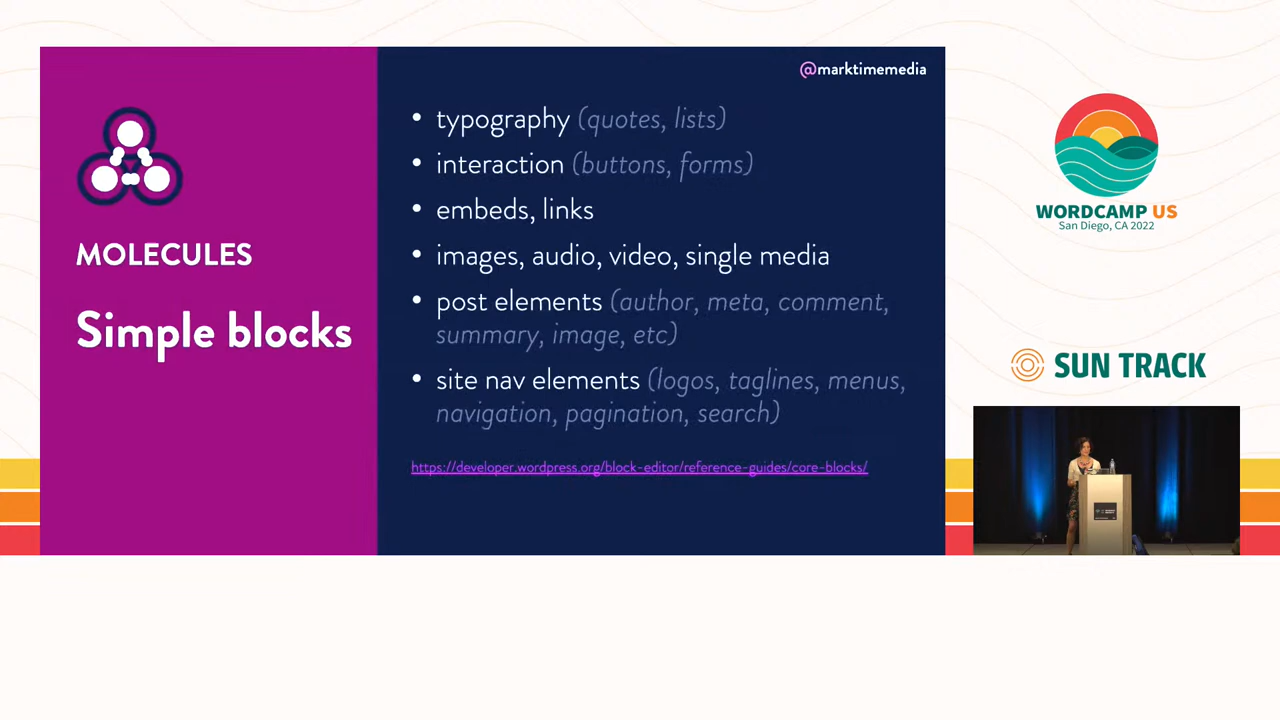 @marktimemedia
MOLECULES
Simple blocks
• typography (quotes, lists)
• interaction (buttons, forms)
• embeds, links
• images, audio, video, single media
• post elements (author, meta, comment,
summary, image, etc)
• site nav elements (logos, taglines, menus,
navigation, pagination, search)
https://developer.wordpress.org/block-editor/reference-guides/core-blocks/
WORDCAMP US
San Diego, CA 2022
SUN TRACK